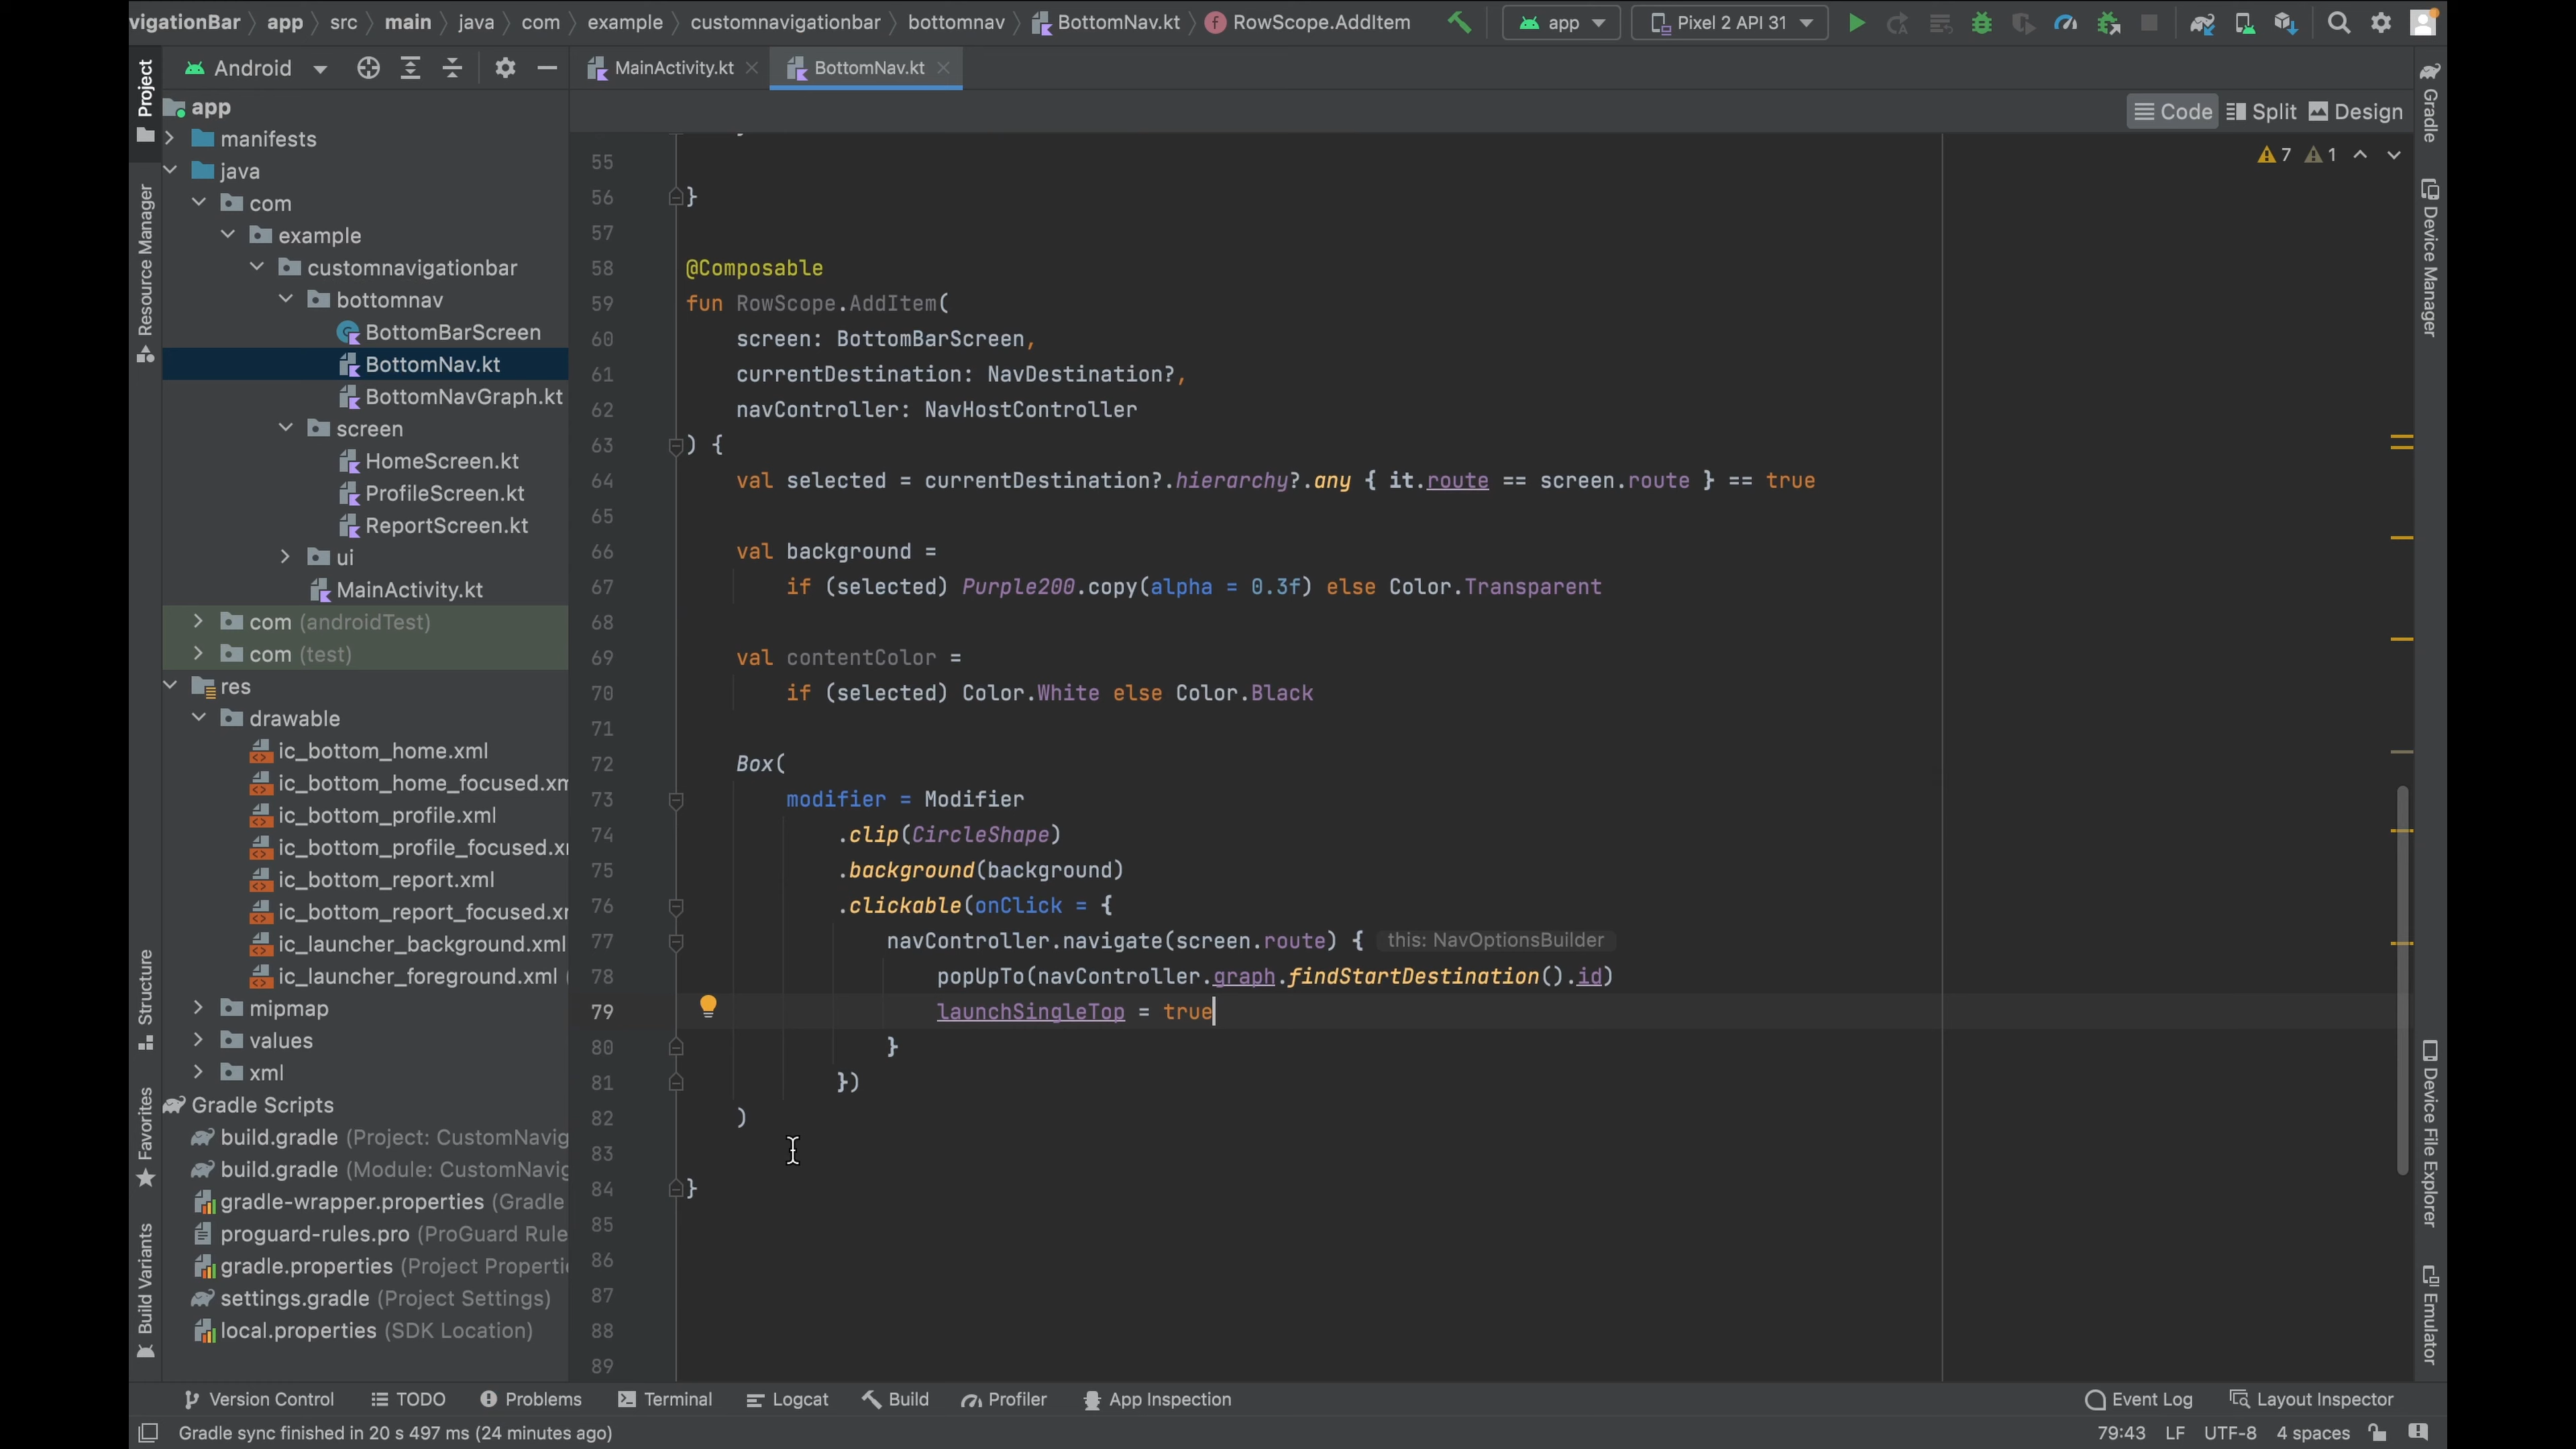 vigationBar app src main java com example customnavigationbar bottomnav BottomNav.kt RowScope.AddItem app Pixel 2 API 31
Project
Resource Manager
Structure
Favorites
Build Variants
Android
app
manifests
java
com
example
customnavigationbar
bottomnav
BottomBarScreen
BottomNav.kt
BottomNavGraph.kt
screen
HomeScreen.kt
ProfileScreen.kt
ReportScreen.kt
ui
MainActivity.kt
com (androidTest)
com (test)
res
drawable
ic_bottom_home.xml
ic_bottom_home_focused.xm
ic_bottom_profile.xml
ic_bottom_profile_focused.x
ic_bottom_report.xml
ic_bottom_report_focused.x
ic_launcher_background.xml
ic_launcher_foreground.xml (
mipmap
values
xml
Gradle Scripts
build.gradle (Project: CustomNavig
build.gradle (Module: CustomNavig
gradle-wrapper.properties (Gradle
proguard-rules.pro (ProGuard Rule
gradle.properties (Project Properti
settings.gradle (Project Settings)
local.properties (SDK Location)
MainActivity.kt BottomNav.kt
Code Split Design
7 1
55
56 }
57
58 @Composable
59 fun RowScope.AddItem(
60 screen: BottomBarScreen,
61 currentDestination: NavDestination?,
62 navController: NavHostController
63 ) {
64 val selected = currentDestination?.hierarchy?.any { it.route == screen.route } == true
65
66 val background =
67 if (selected) Purple200.copy(alpha = 0.3f) else Color.Transparent
68
69 val contentColor =
70 if (selected) Color.White else Color.Black
71
72 Box(
73 modifier = Modifier
74 .clip(CircleShape)
75 .background(background)
76 .clickable(onClick = {
77 navController.navigate(screen.route) { this: NavOptionsBuilder
78 popUpTo(navController.graph.findStartDestination().id)
79 launchSingleTop = true
80 }
81 })
82 )
83
84 }
85
86
87
88
89
Gradle
Device Manager
Device File Explorer
Emulator
Version Control TODO Problems Terminal Logcat Build Profiler App Inspection Event Log Layout Inspector
Gradle sync finished in 20 s 497 ms (24 minutes ago) 79:43 LF UTF-8 4 spaces